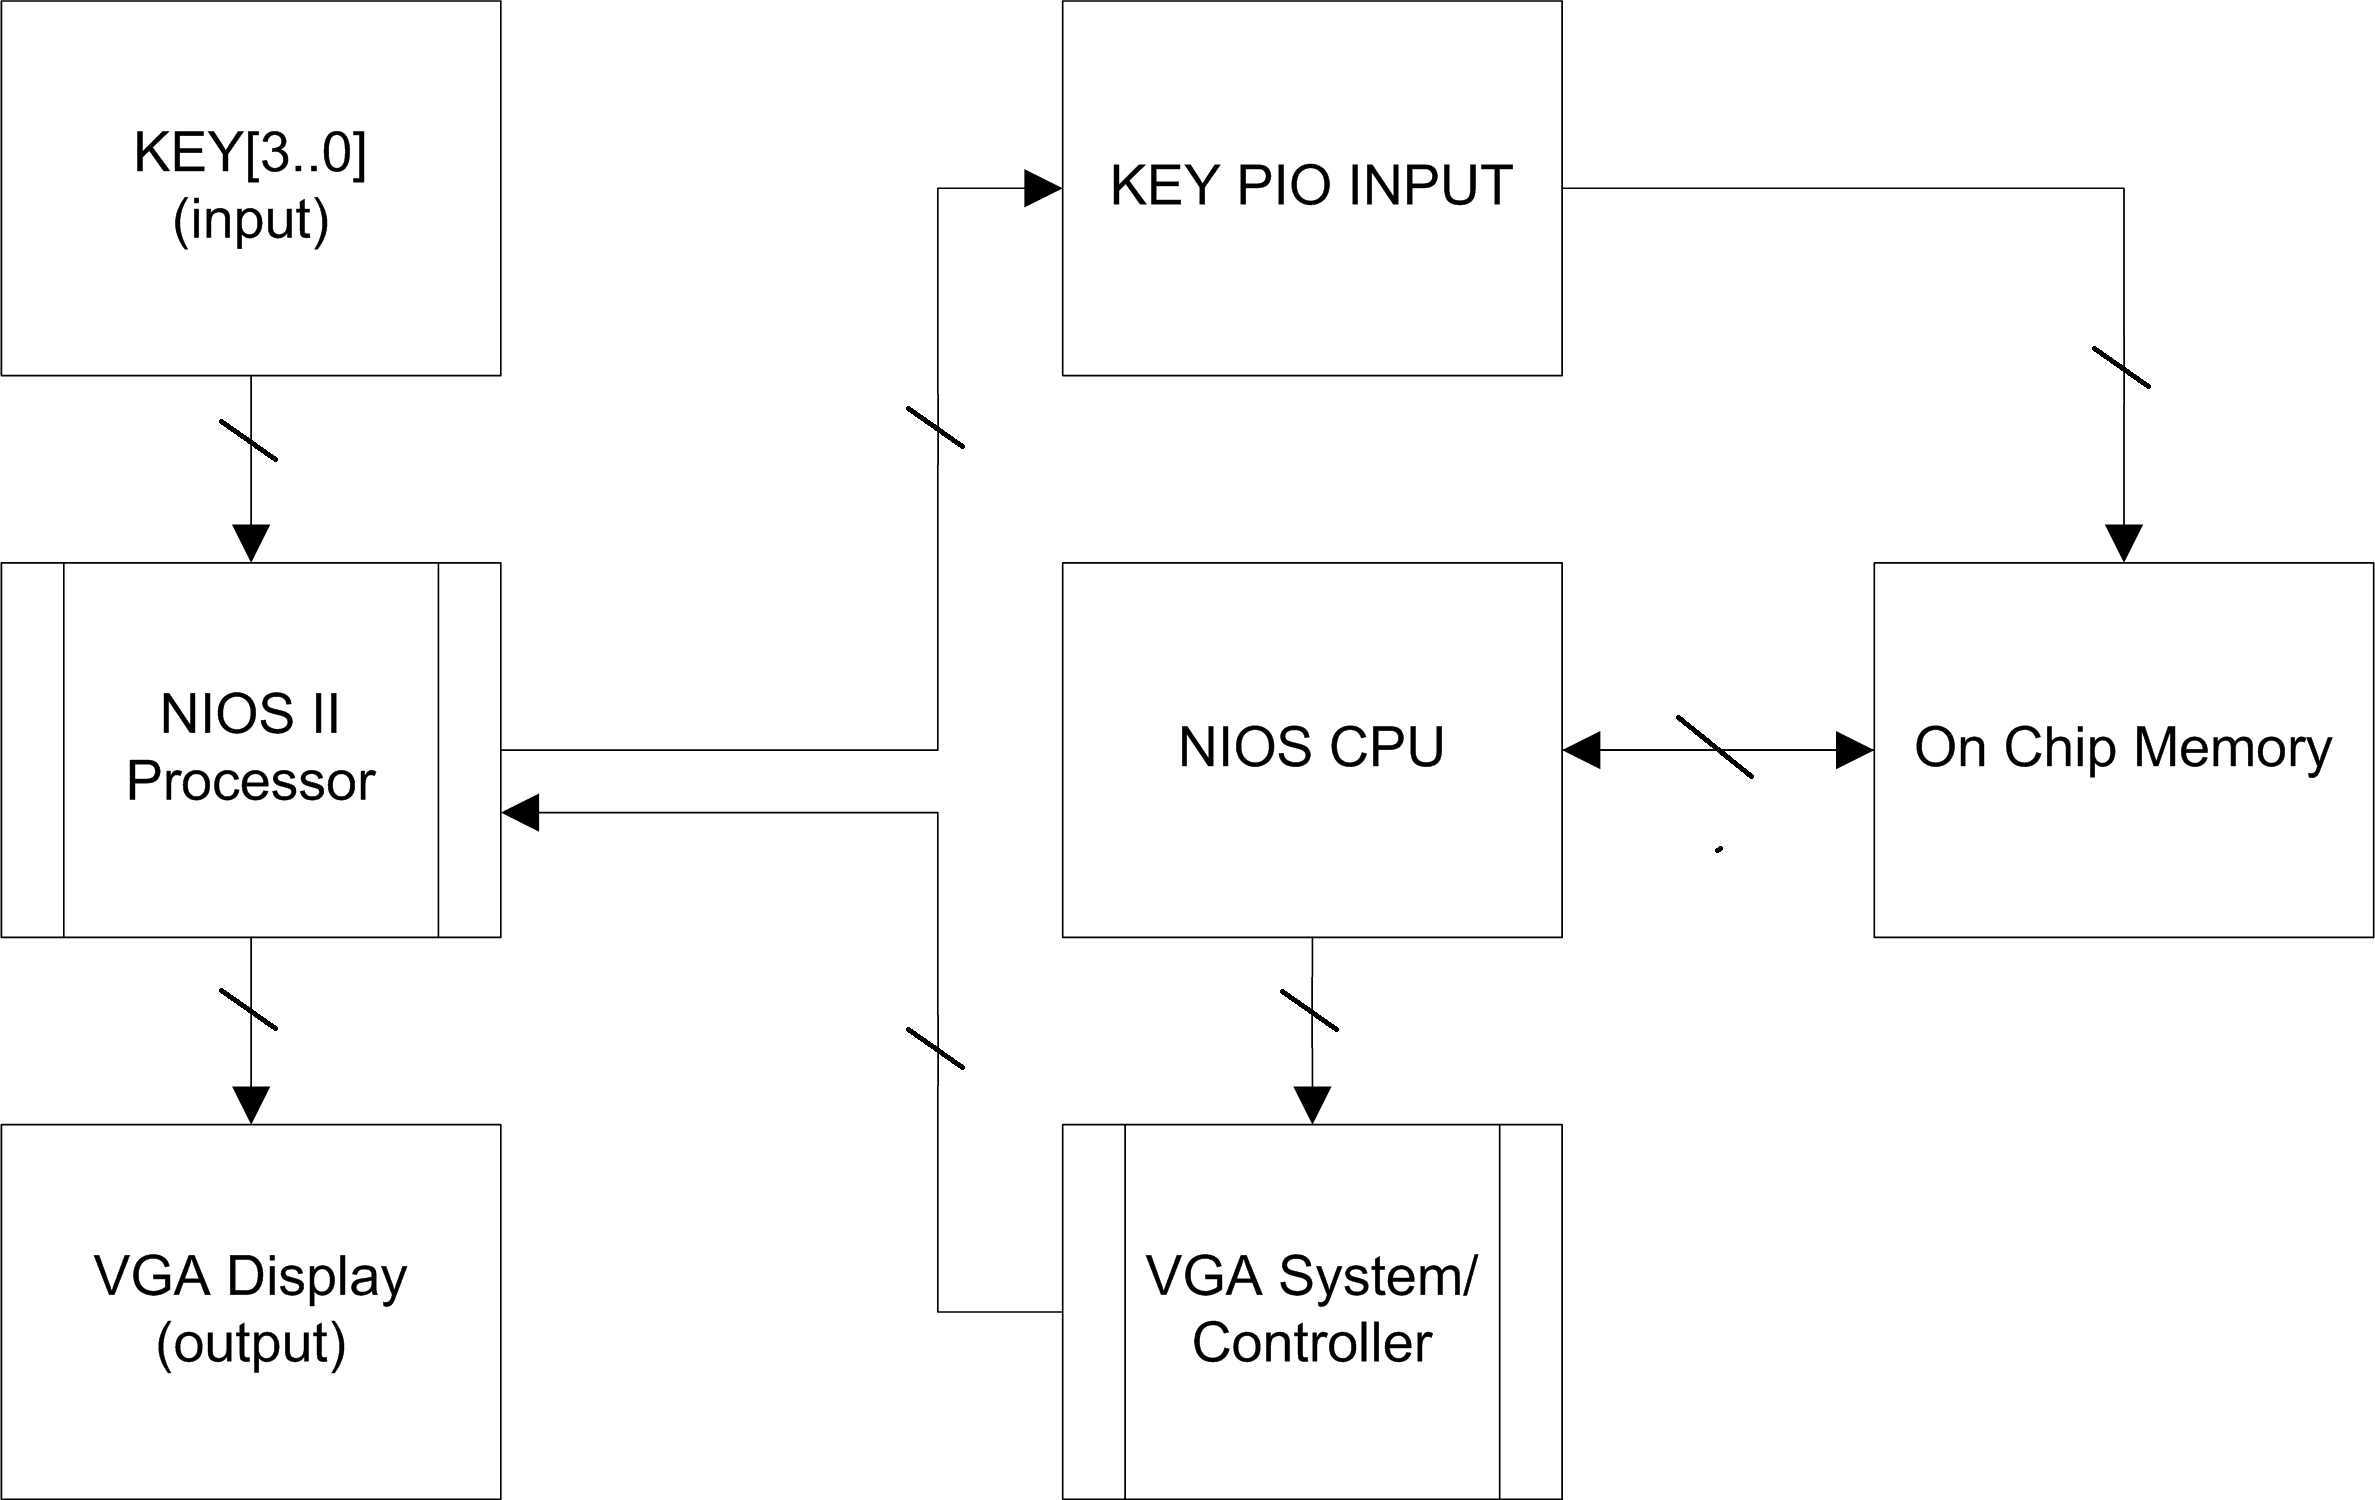 KEY[3..0]
(input)
KEY PIO INPUT
NIOS II
Processor
NIOS CPU
On Chip Memory
VGA Display
(output)
VGA System/
Controller